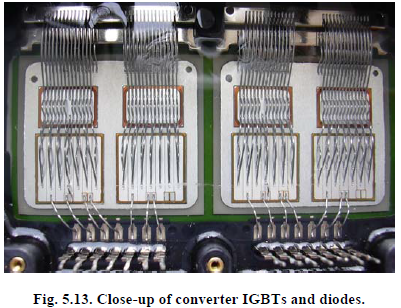 Fig. 5.13. Close-up of converter IGBTs and diodes.